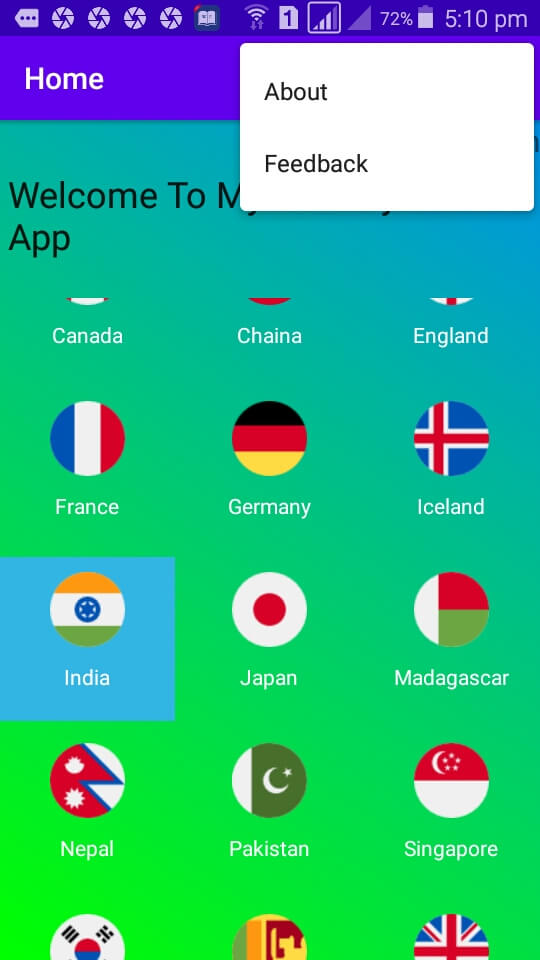 1
72%
5:10 pm
Home
About
Feedback
Welcome To
App
Canada
Chaina
England
France
Germany
Iceland
India
Japan
Madagascar
Nepal
Pakistan
Singapore